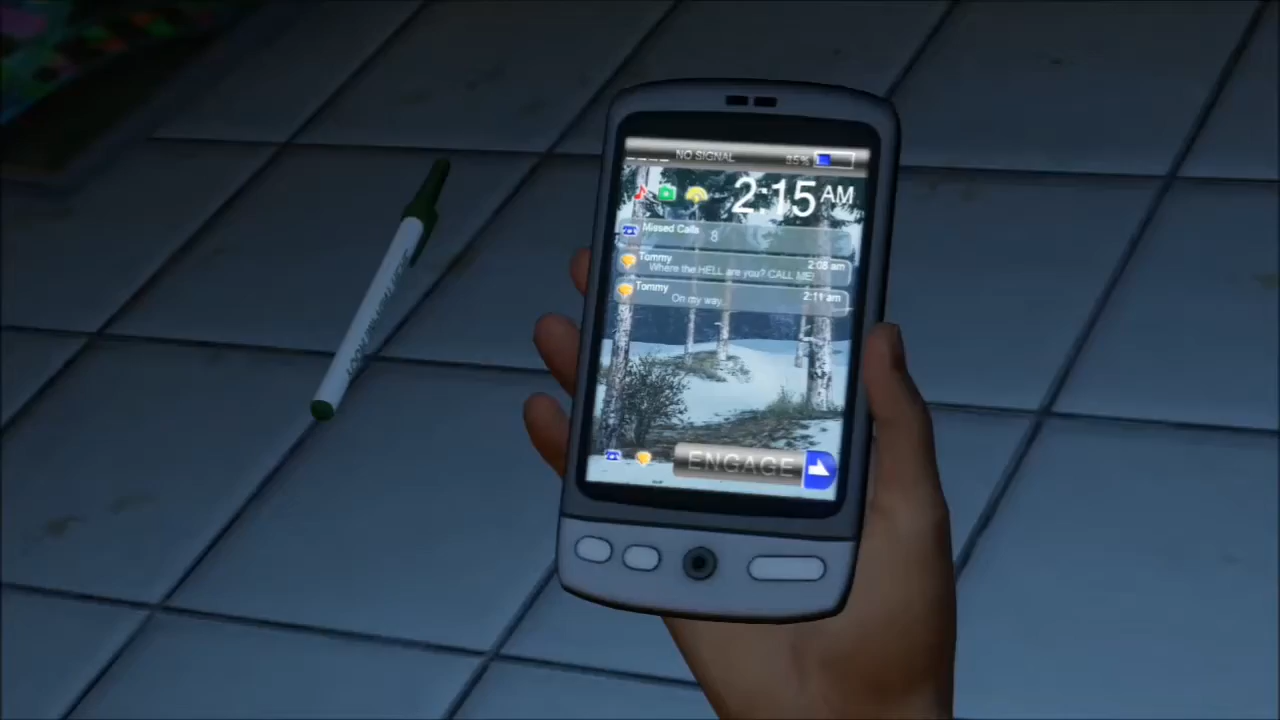 NO SIGNAL 35%
2:15 AM
Missed Calls
8
Tommy 2:08 am
Where the HELL are you? CALL ME!
Tommy 2:11 am
On my way.
ENGAGE